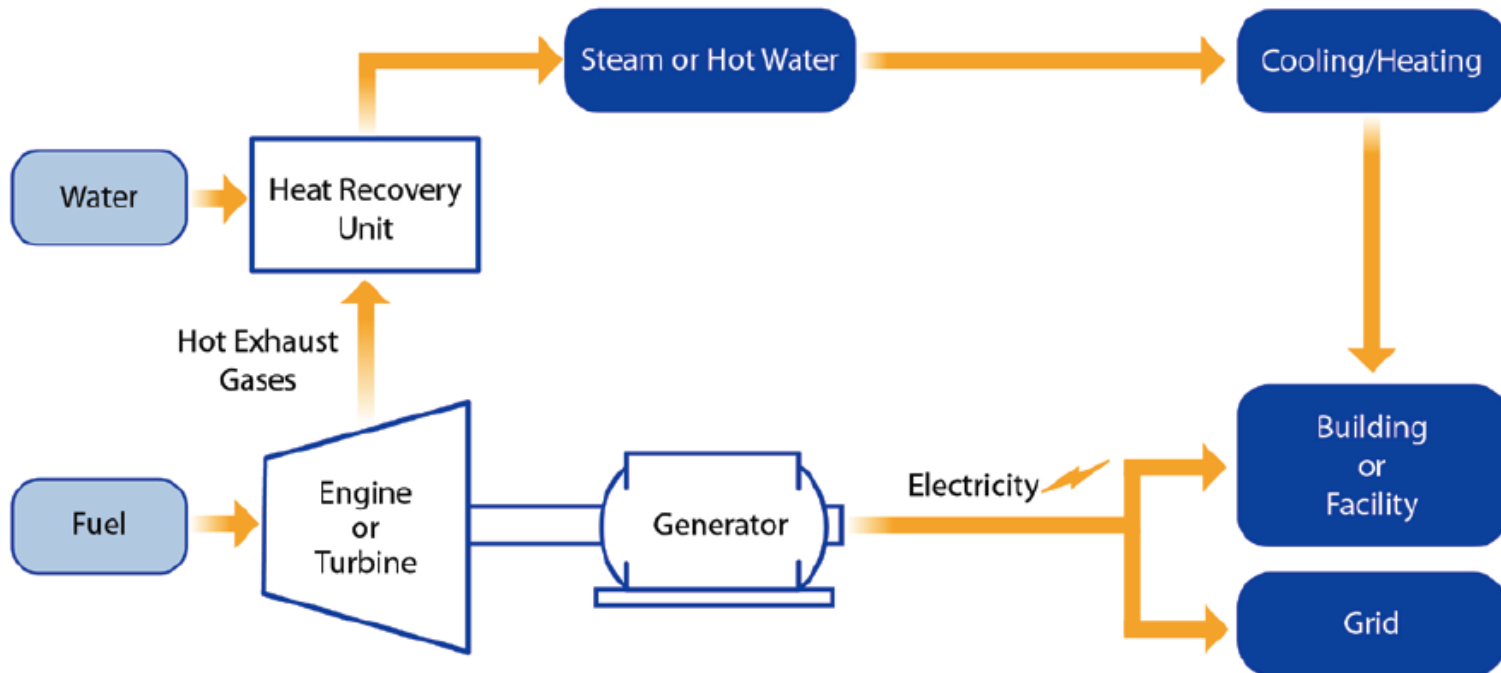 Steam or Hot Water
Cooling/Heating
Water
Heat Recovery
Unit
Hot Exhaust
Gases
Fuel
Engine
or
Turbine
Generator
Electricity
Building
or
Facility
Grid